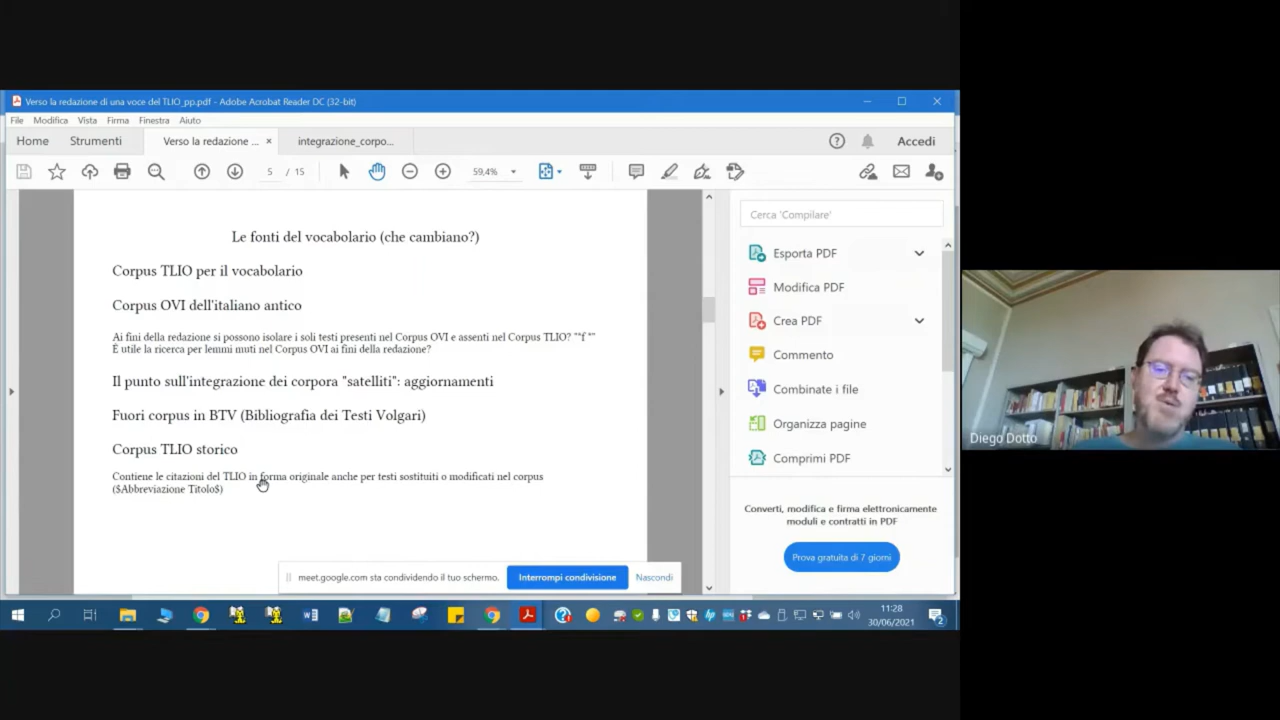 Verso la redazione di una voce del TLIO_pp.pdf - Adobe Acrobat Reader DC (32-bit)
File Modifica Vista Firma Finestra Aiuto
Home Strumenti Verso la redazione ... × integrazione_corpo... Accedi
5 / 15 59,4%
Le fonti del vocabolario (che cambiano?)
Corpus TLIO per il vocabolario
Corpus OVI dell'italiano antico
Ai fini della redazione si possono isolare i soli testi presenti nel Corpus OVI e assenti nel Corpus TLIO? "°f °"
È utile la ricerca per lemmi muti nel Corpus OVI ai fini della redazione?
Il punto sull'integrazione dei corpora "satelliti": aggiornamenti
Fuori corpus in BTV (Bibliografia dei Testi Volgari)
Corpus TLIO storico
Contiene le citazioni del TLIO in forma originale anche per testi sostituiti o modificati nel corpus
($Abbreviazione Titolo$)
Cerca 'Compilare'
Esporta PDF
Modifica PDF
Crea PDF
Commento
Combinate i file
Organizza pagine
Comprimi PDF
Converti, modifica e firma elettronicamente
moduli e contratti in PDF
Prova gratuita di 7 giorni
meet.google.com sta condividendo il tuo schermo. Interrompi condivisione Nascondi
11:28
30/06/2021
2
Diego Dotto